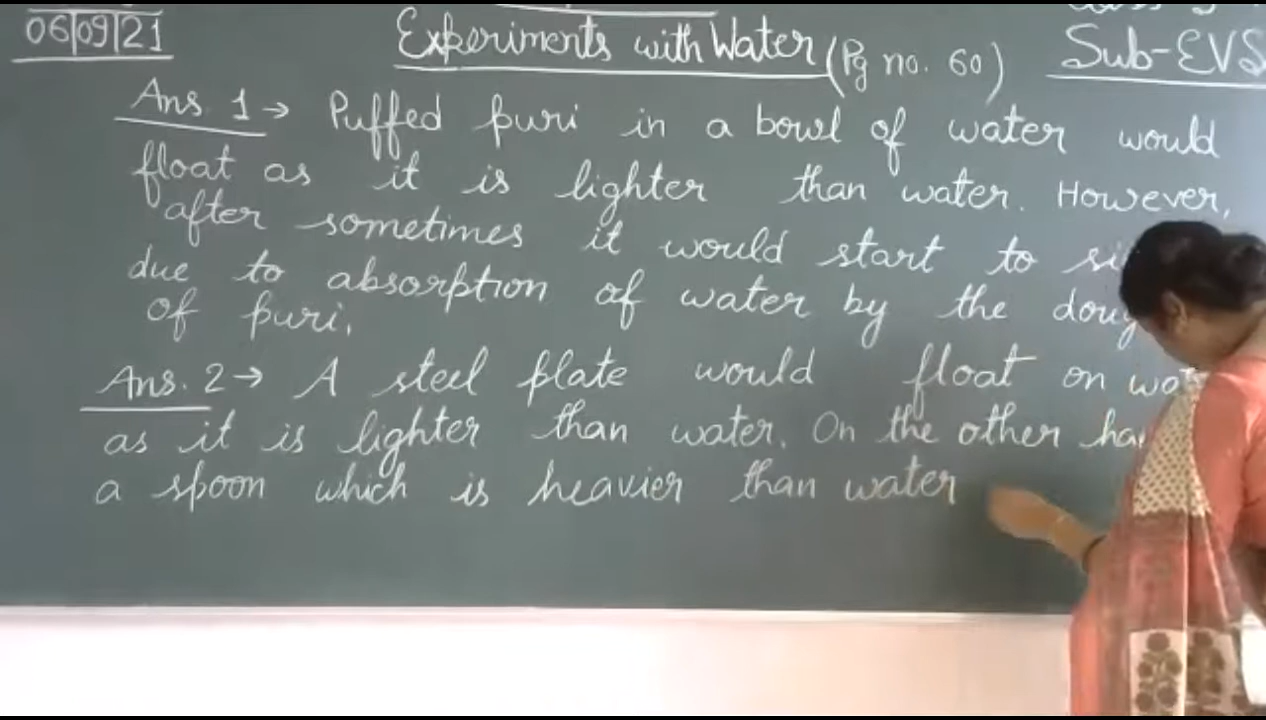 06|09|21
Experiments with Water (Pg no. 60)
Sub-EVS
Ans. 1 → Puffed puri in a bowl of water would
float as it is lighter than water. However,
after sometimes it would start to
due to absorption of water by the
of puri.
Ans. 2 → A steel plate would float on
as it is lighter than water. On the other
a spoon which is heavier than water